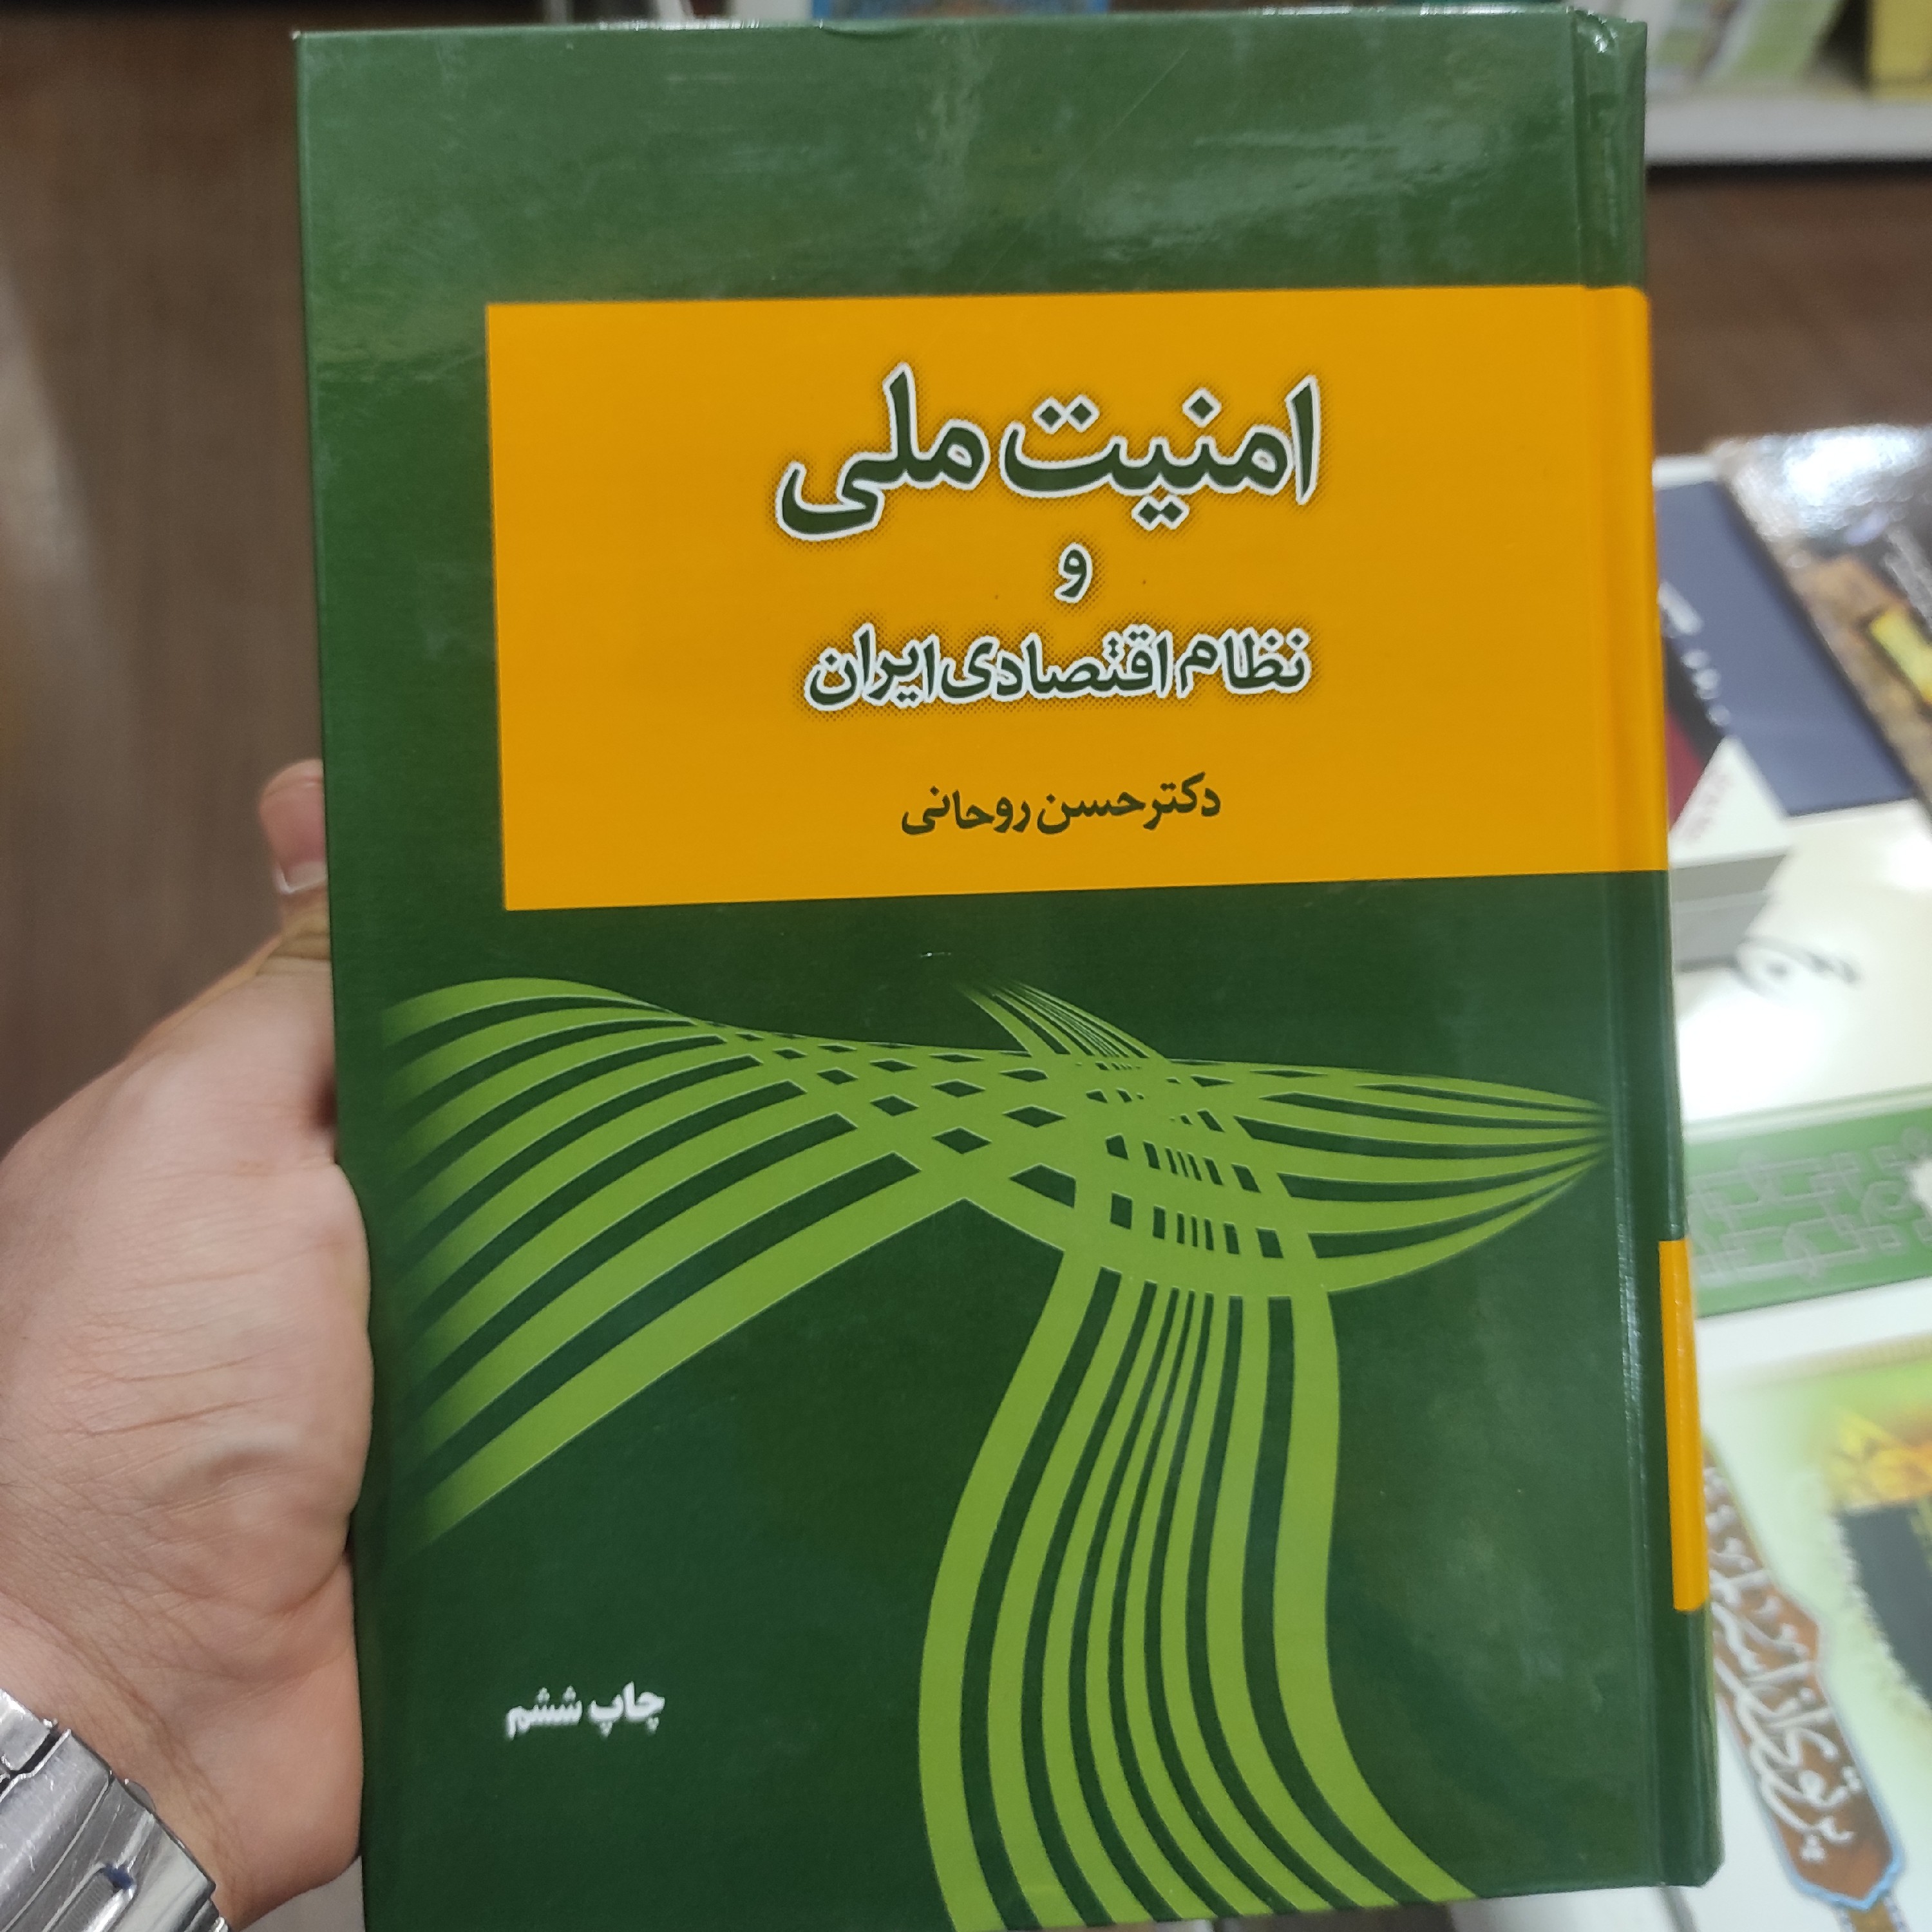 امنیت ملی
و
نظام اقتصادی ایران
دکتر حسن روحانی
چاپ ششم